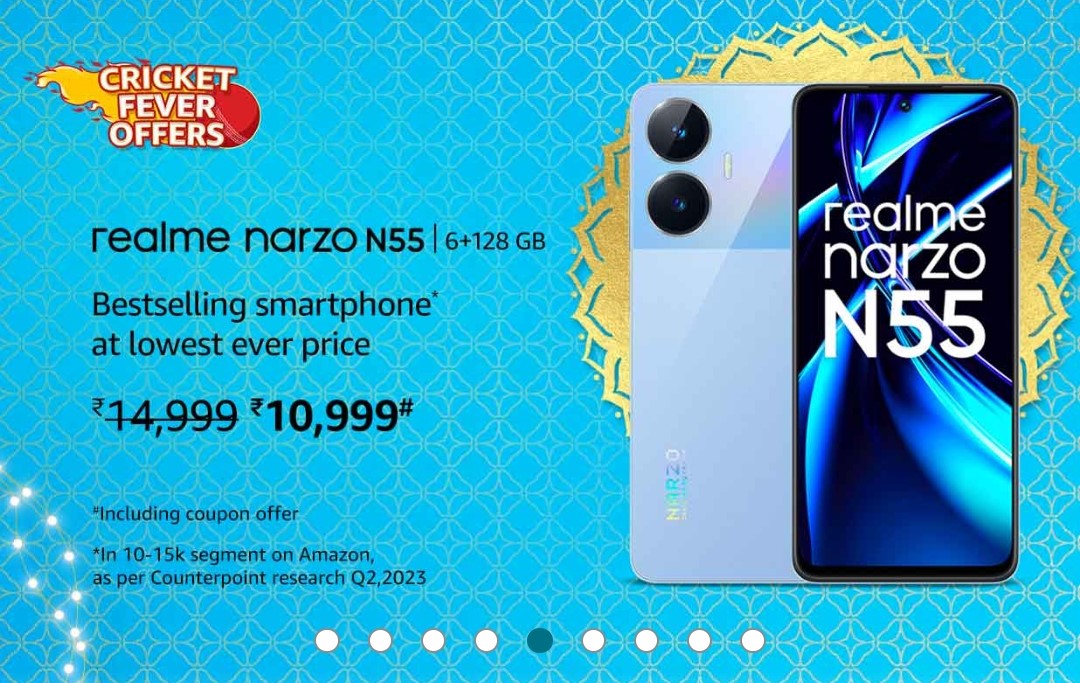 CRICKET
FEVER
OFFERS
realme narzo N55 | 6+128 GB
Bestselling smartphone*
at lowest ever price
₹14,999 ₹10,999#
#Including coupon offer
*In 10-15k segment on Amazon,
as per Counterpoint research Q2,2023
NARZO
realme
narzo
N55